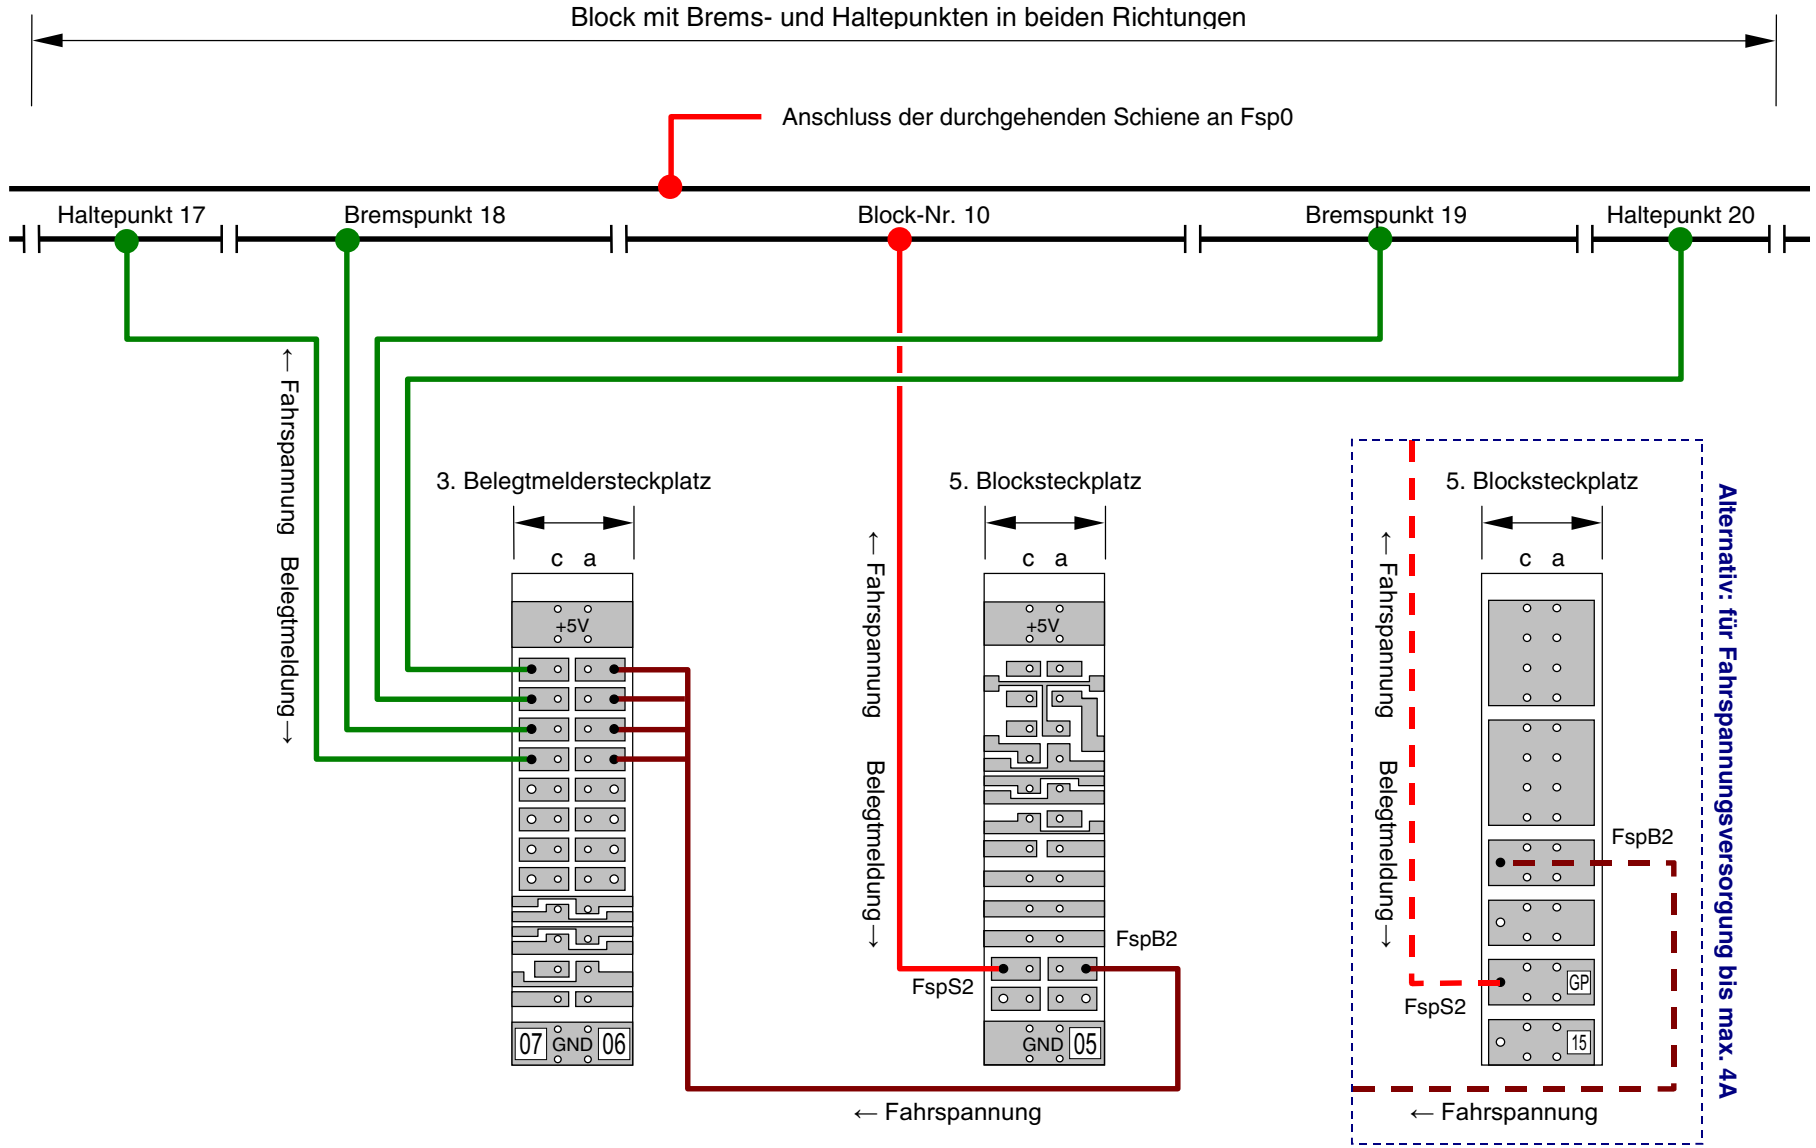 Block mit Brems- und Haltepunkten in beiden Richtungen
Anschluss der durchgehenden Schiene an Fsp0
Haltepunkt 17
Bremspunkt 18
Block-Nr. 10
Bremspunkt 19
Haltepunkt 20
← Fahrspannung Belegtmeldung →
3. Belegtmeldersteckplatz
c a
+5V
07 GND 06
← Fahrspannung Belegtmeldung →
5. Blocksteckplatz
c a
+5V
FspB2
FspS2
GND 05
← Fahrspannung
← Fahrspannung Belegtmeldung →
5. Blocksteckplatz
c a
FspB2
GP
FspS2
15
← Fahrspannung
Alternativ: für Fahrspannungsversorgung bis max. 4A